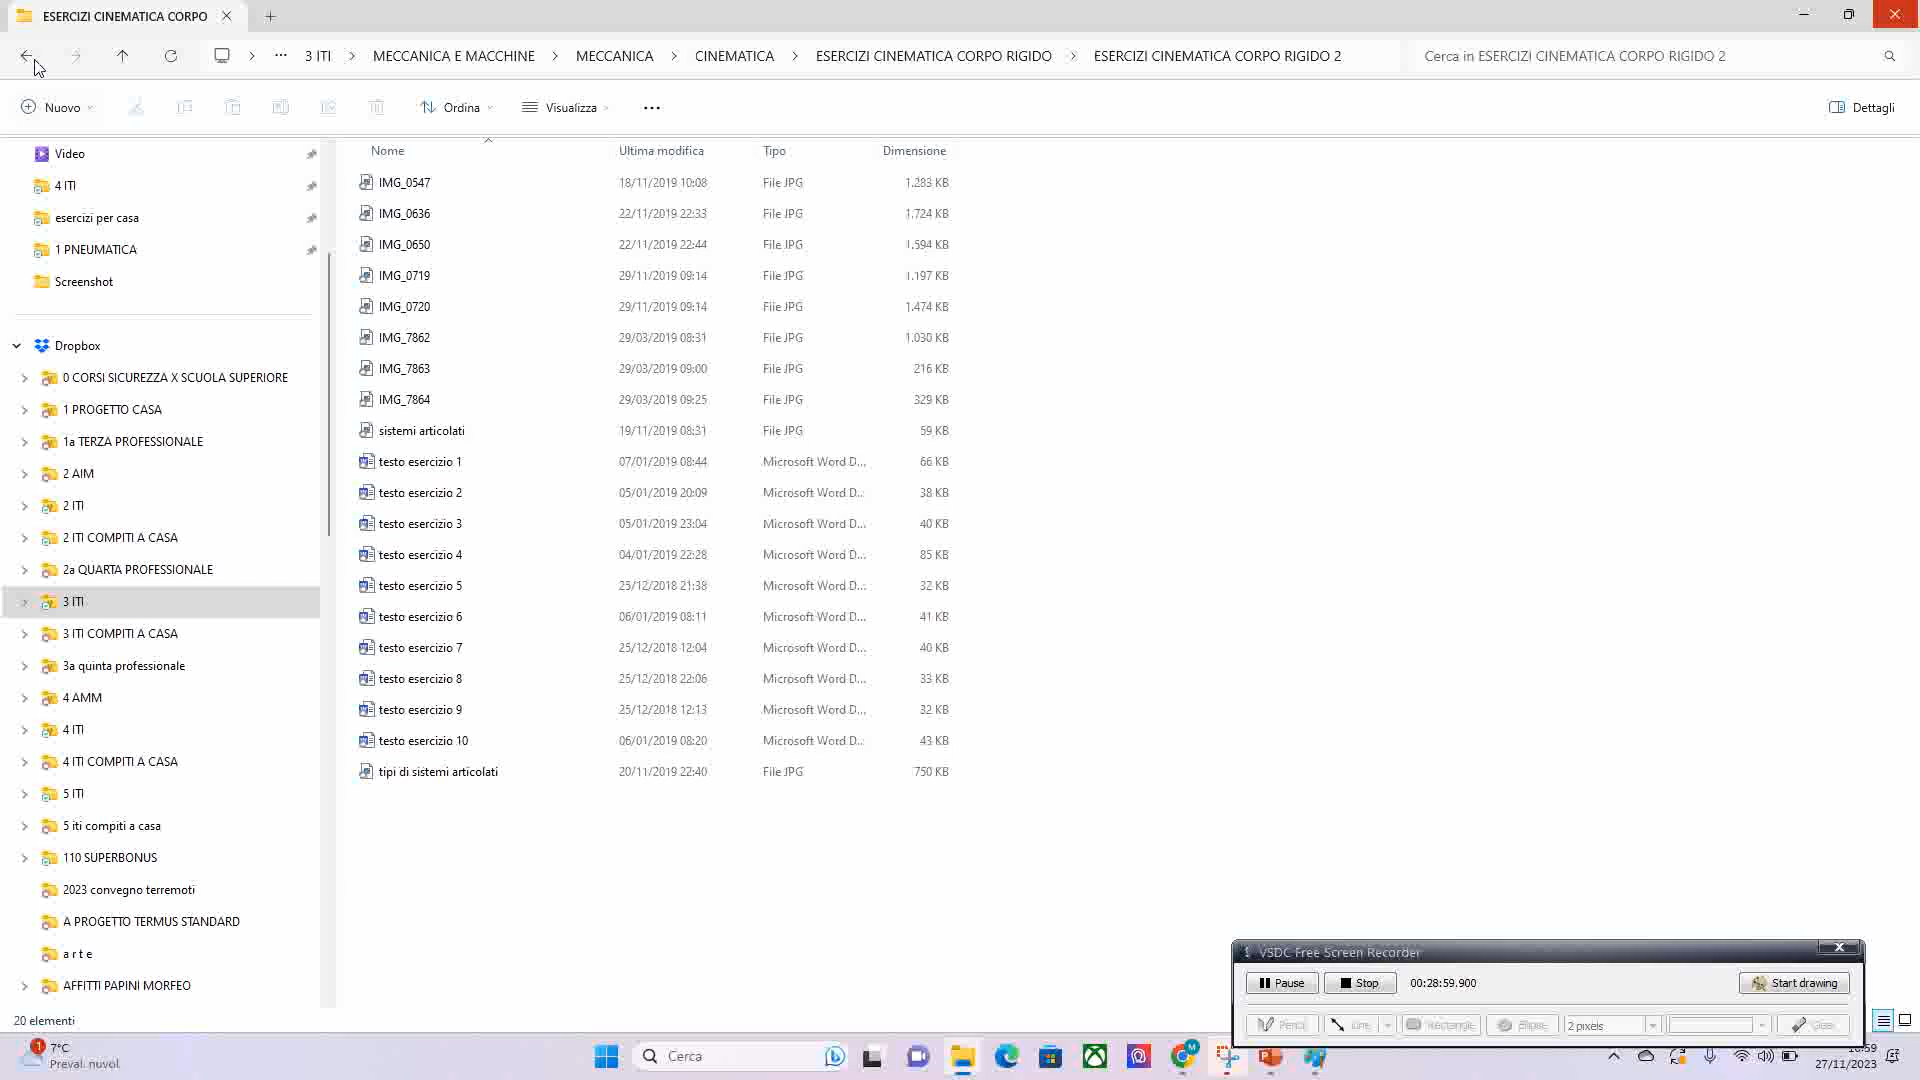 ESERCIZI CINEMATICA CORPO
3 ITI MECCANICA E MACCHINE MECCANICA CINEMATICA ESERCIZI CINEMATICA CORPO RIGIDO ESERCIZI CINEMATICA CORPO RIGIDO 2 Cerca in ESERCIZI CINEMATICA CORPO RIGIDO 2
Nuovo Ordina Visualizza Dettagli
Video
4 ITI
esercizi per casa
1 PNEUMATICA
Screenshot
Dropbox
0 CORSI SICUREZZA X SCUOLA SUPERIORE
1 PROGETTO CASA
1a TERZA PROFESSIONALE
2 AIM
2 ITI
2 ITI COMPITI A CASA
2a QUARTA PROFESSIONALE
3 ITI
3 ITI COMPITI A CASA
3a quinta professionale
4 AMM
4 ITI
4 ITI COMPITI A CASA
5 ITI
5 iti compiti a casa
110 SUPERBONUS
2023 convegno terremoti
A PROGETTO TERMUS STANDARD
a r t e
AFFITTI PAPINI MORFEO
Nome Ultima modifica Tipo Dimensione
IMG_0547 18/11/2019 10:08 File JPG 1.283 KB
IMG_0636 22/11/2019 22:33 File JPG 1.724 KB
IMG_0650 22/11/2019 22:44 File JPG 1.594 KB
IMG_0719 29/11/2019 09:14 File JPG 1.197 KB
IMG_0720 29/11/2019 09:14 File JPG 1.474 KB
IMG_7862 29/03/2019 08:31 File JPG 1.030 KB
IMG_7863 29/03/2019 09:00 File JPG 216 KB
IMG_7864 29/03/2019 09:25 File JPG 329 KB
sistemi articolati 19/11/2019 08:31 File JPG 59 KB
testo esercizio 1 07/01/2019 08:44 Microsoft Word D... 66 KB
testo esercizio 2 05/01/2019 20:09 Microsoft Word D... 38 KB
testo esercizio 3 05/01/2019 23:04 Microsoft Word D... 40 KB
testo esercizio 4 04/01/2019 22:28 Microsoft Word D... 85 KB
testo esercizio 5 25/12/2018 21:38 Microsoft Word D... 32 KB
testo esercizio 6 06/01/2019 08:11 Microsoft Word D... 41 KB
testo esercizio 7 25/12/2018 12:04 Microsoft Word D... 40 KB
testo esercizio 8 25/12/2018 22:06 Microsoft Word D... 33 KB
testo esercizio 9 25/12/2018 12:13 Microsoft Word D... 32 KB
testo esercizio 10 06/01/2019 08:20 Microsoft Word D... 43 KB
tipi di sistemi articolati 20/11/2019 22:40 File JPG 750 KB
20 elementi
VSDC Free Screen Recorder
Pause Stop 00:28:59.900 Start drawing
Pencil Line Rectangle Ellipse 2 pixels Clear
1 7°C
Preval. nuvol.
Cerca
M
27/11/2023